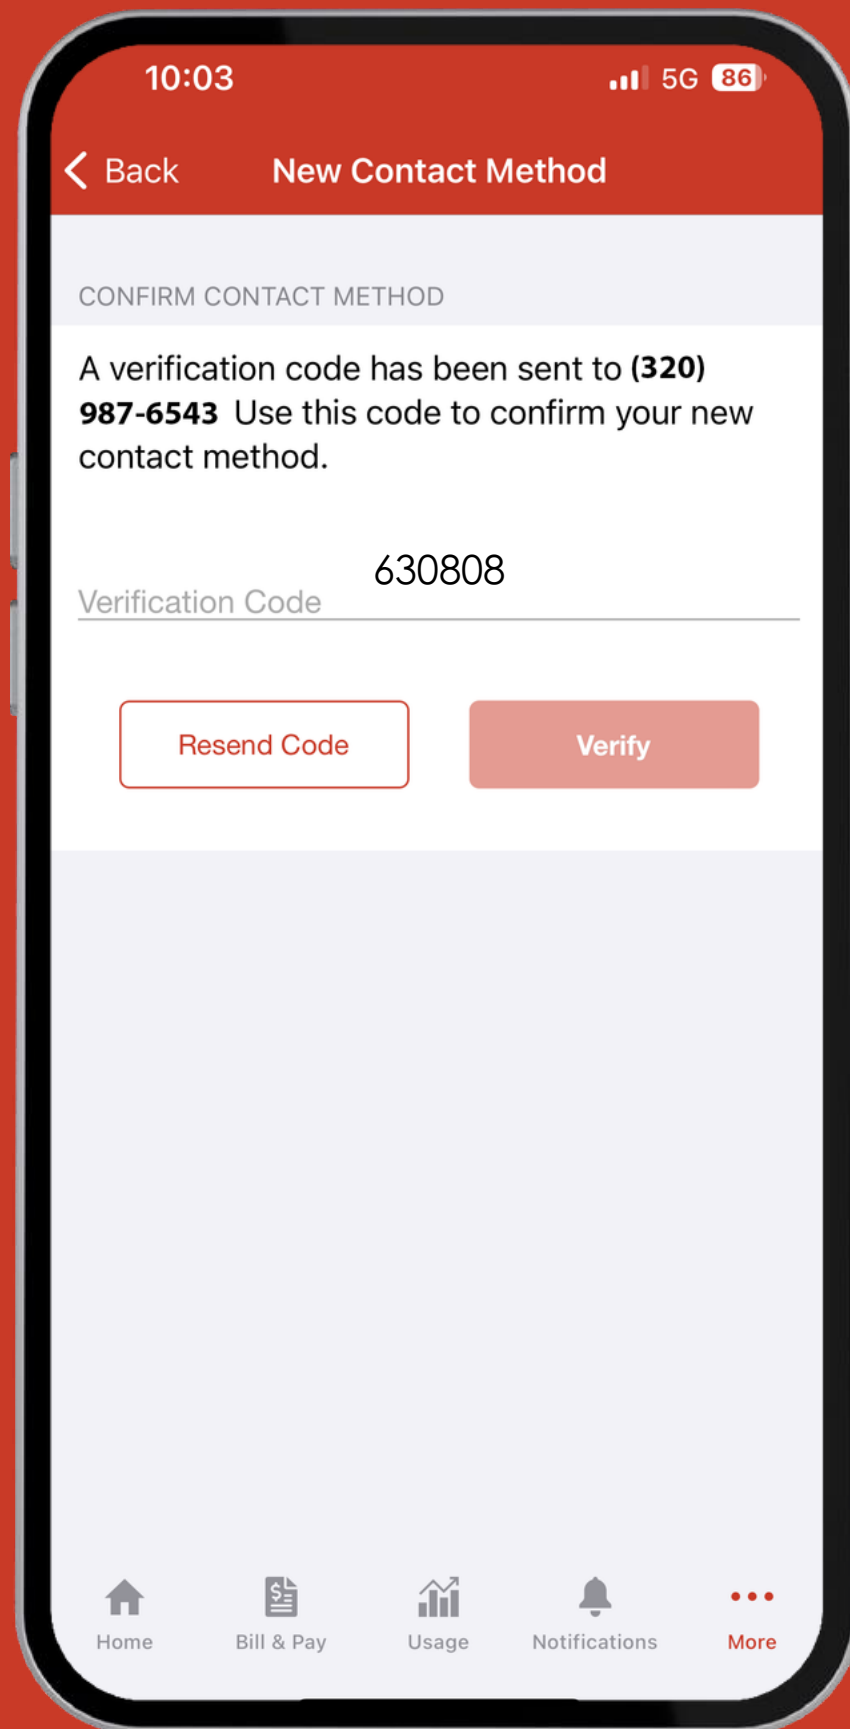 10:03 5G 86
Back New Contact Method
CONFIRM CONTACT METHOD
A verification code has been sent to (320)
987-6543 Use this code to confirm your new
contact method.
630808
Verification Code
Resend Code Verify
Home Bill & Pay Usage Notifications More